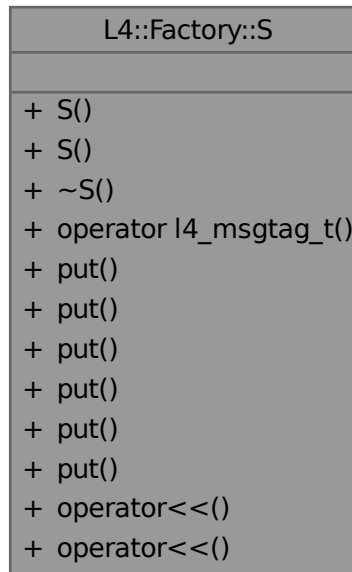 L4::Factory::S
+ S()
+ S()
+ ~S()
+ operator l4_msgtag_t()
+ put()
+ put()
+ put()
+ put()
+ put()
+ put()
+ operator<<()
+ operator<<()